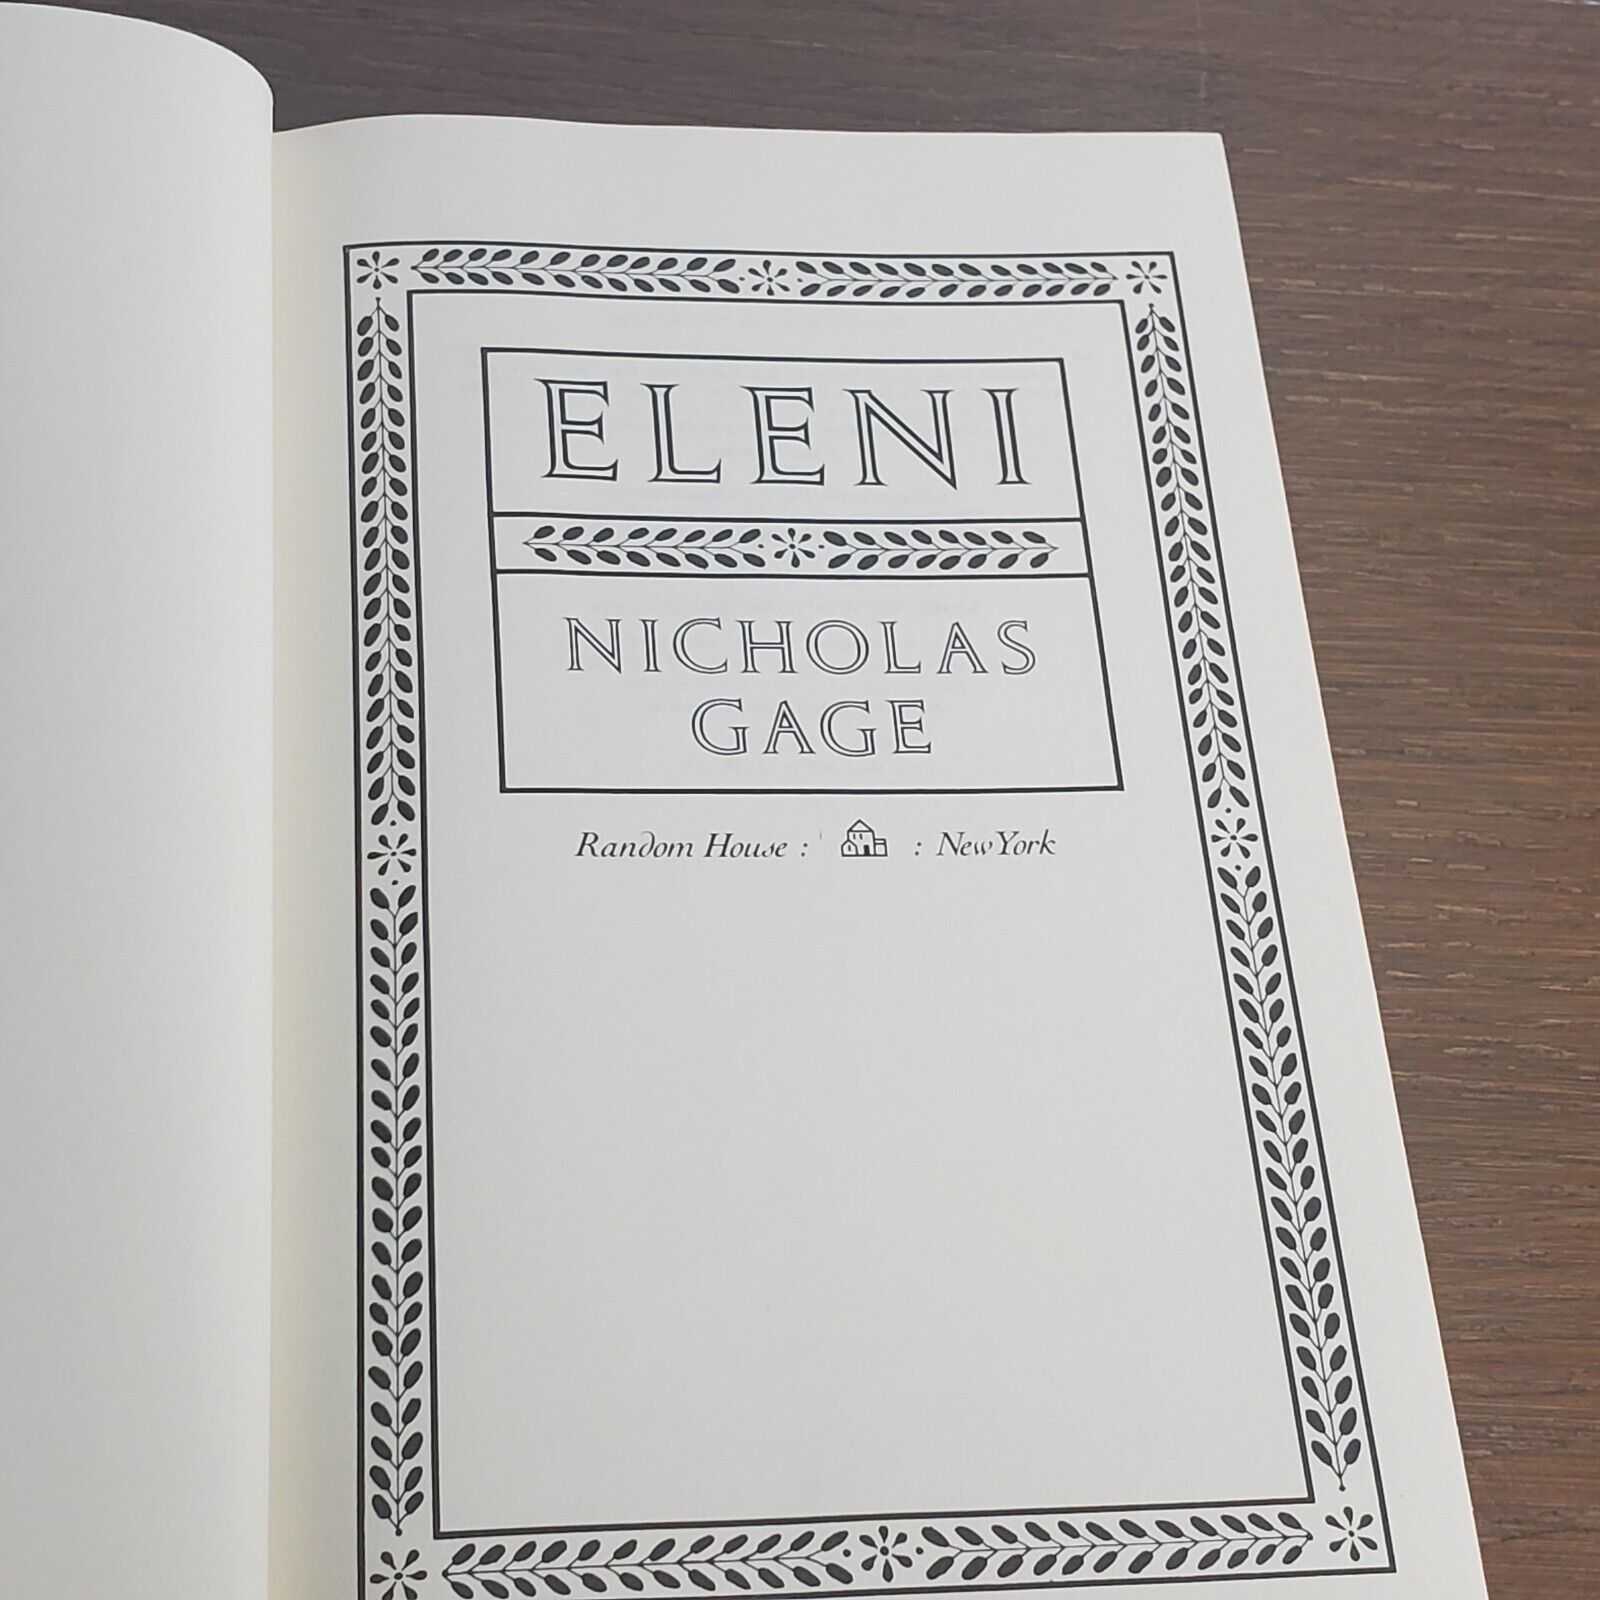 ELENI
NICHOLAS
GAGE
Random House : : New York